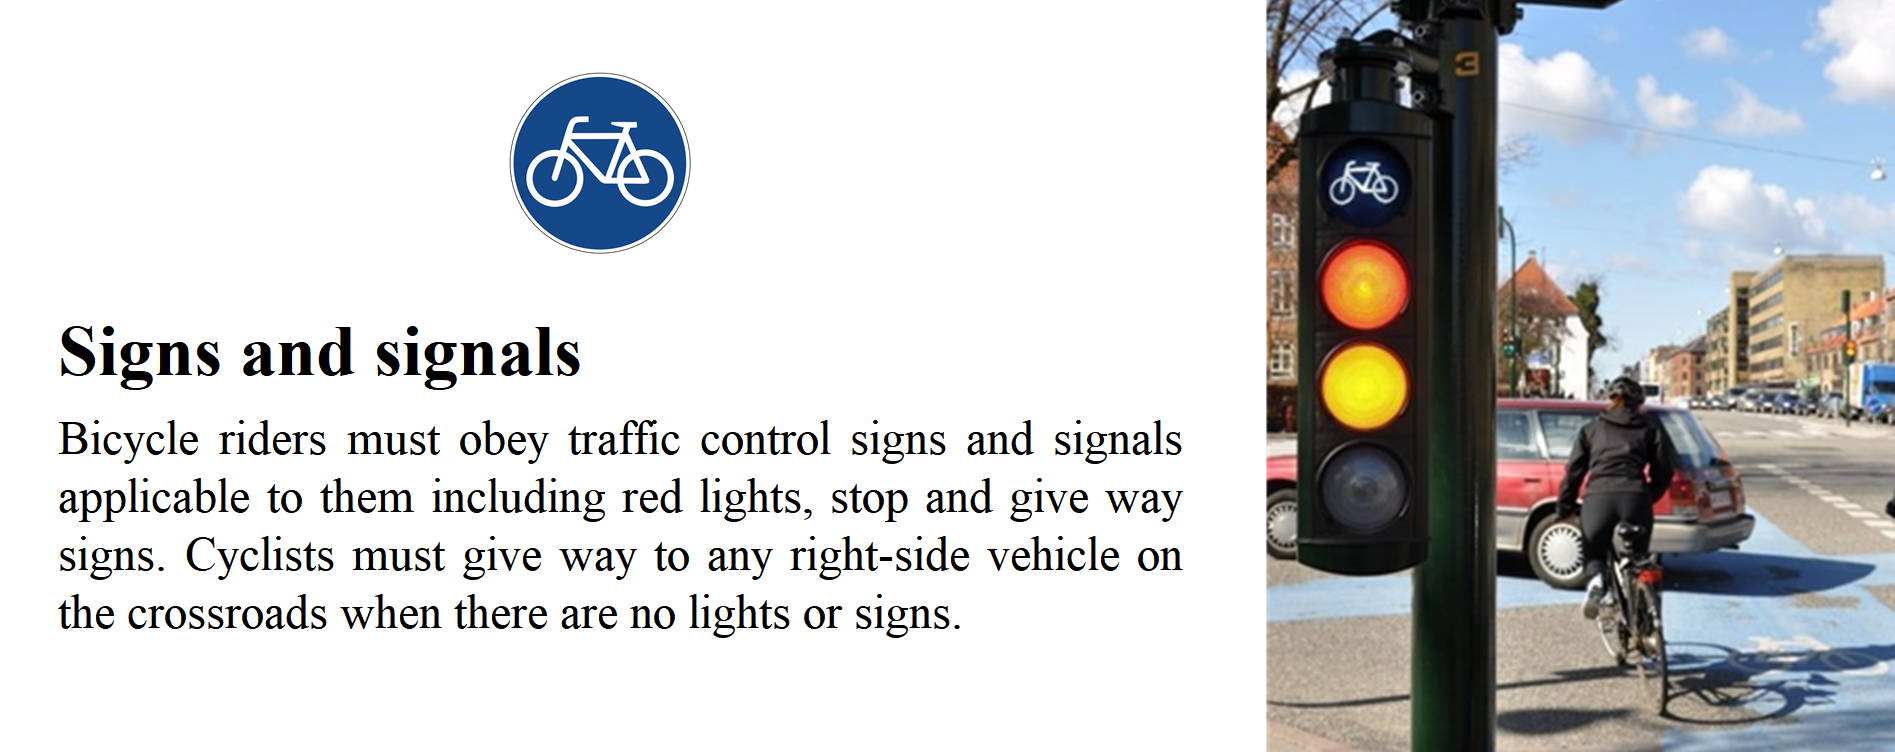 Signs and signals
Bicycle riders must obey traffic control signs and signals
applicable to them including red lights, stop and give way
signs. Cyclists must give way to any right-side vehicle on
the crossroads when there are no lights or signs.
3